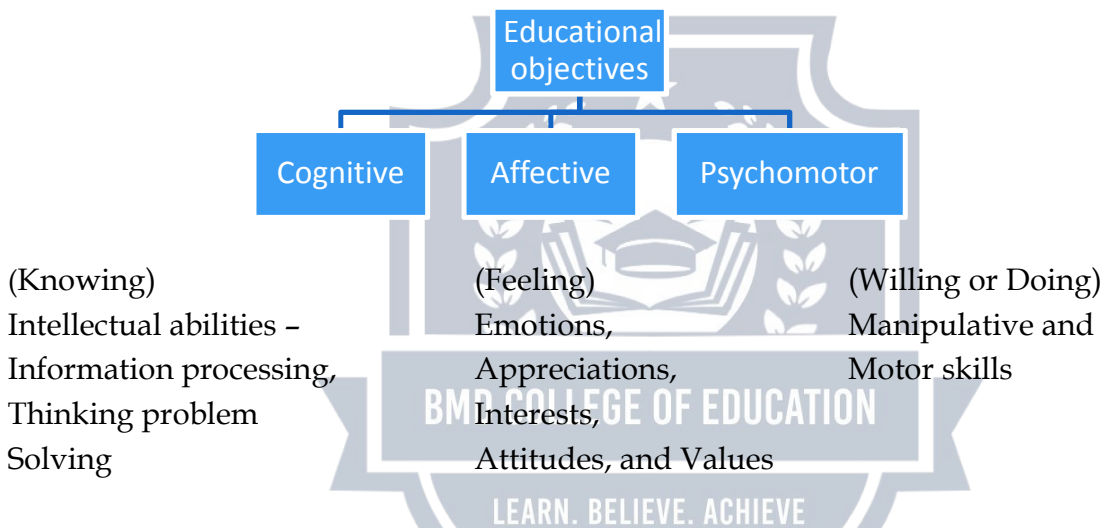 Educational
objectives
Cognitive
Affective
Psychomotor
(Knowing)
Intellectual abilities –
Information processing,
Thinking problem
Solving
(Feeling)
Emotions,
Appreciations,
Interests,
Attitudes, and Values
(Willing or Doing)
Manipulative and
Motor skills
BMD COLLEGE OF EDUCATION
LEARN. BELIEVE. ACHIEVE